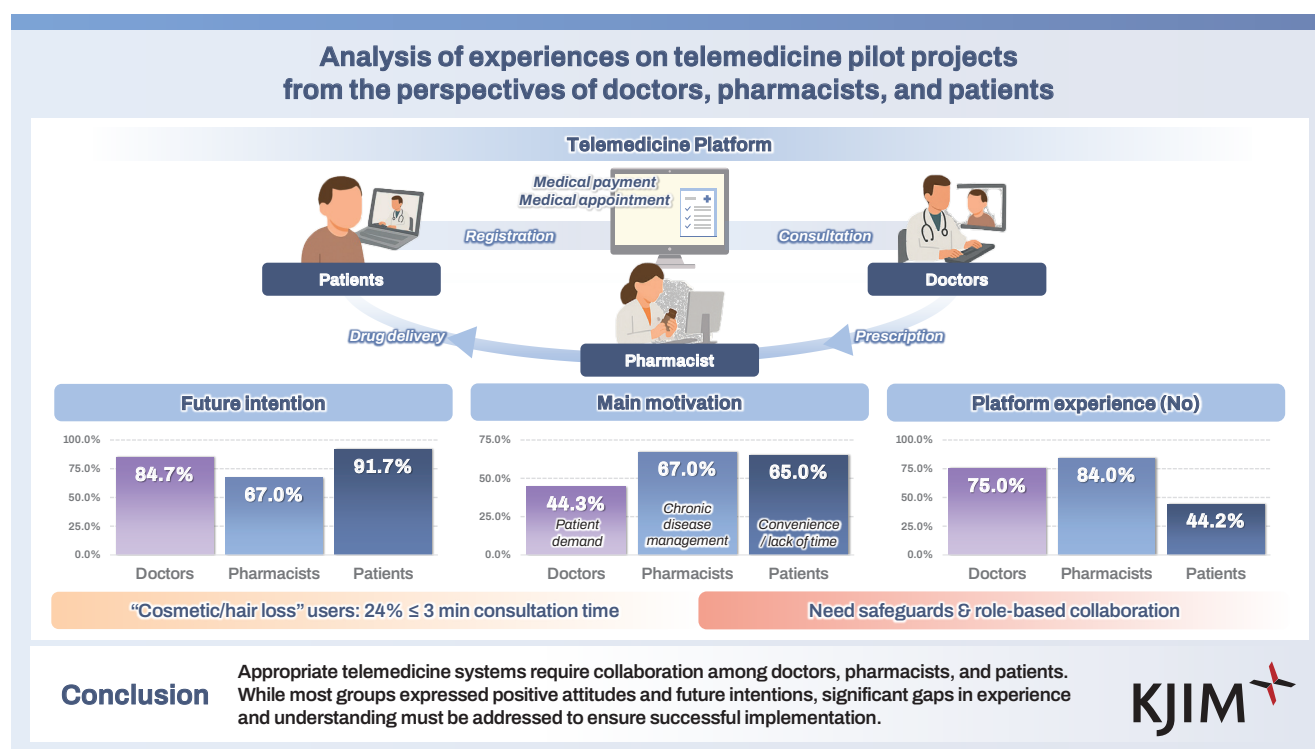 Analysis of experiences on telemedicine pilot projects
from the perspectives of doctors, pharmacists, and patients
Telemedicine Platform
Medical payment
Medical appointment
Registration
Consultation
Patients
Doctors
Drug delivery
Prescription
Pharmacist
Future intention
100.0%
75.0%
50.0%
25.0%
0.0%
84.7%
67.0%
91.7%
Doctors
Pharmacists
Patients
Main motivation
75.0%
50.0%
25.0%
0.0%
44.3%
Patient
demand
67.0%
Chronic
disease
management
65.0%
Convenience
/ lack of time
Doctors
Pharmacists
Patients
Platform experience (No)
100.0%
75.0%
50.0%
25.0%
0.0%
75.0%
84.0%
44.2%
Doctors
Pharmacists
Patients
“Cosmetic/hair loss” users: 24% ≤ 3 min consultation time
Need safeguards & role-based collaboration
Conclusion
Appropriate telemedicine systems require collaboration among doctors, pharmacists, and patients.
While most groups expressed positive attitudes and future intentions, significant gaps in experience
and understanding must be addressed to ensure successful implementation.
KJIM